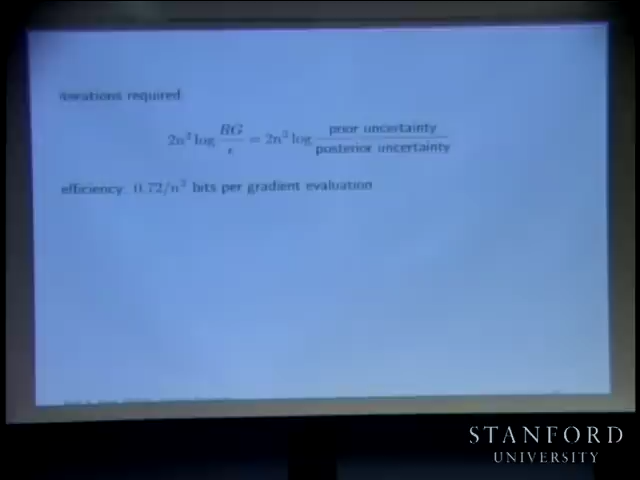 iterations required
2n² log RG/ε = 2n² log prior uncertainty/posterior uncertainty
efficiency: 0.72/n² bits per gradient evaluation
STANFORD
UNIVERSITY